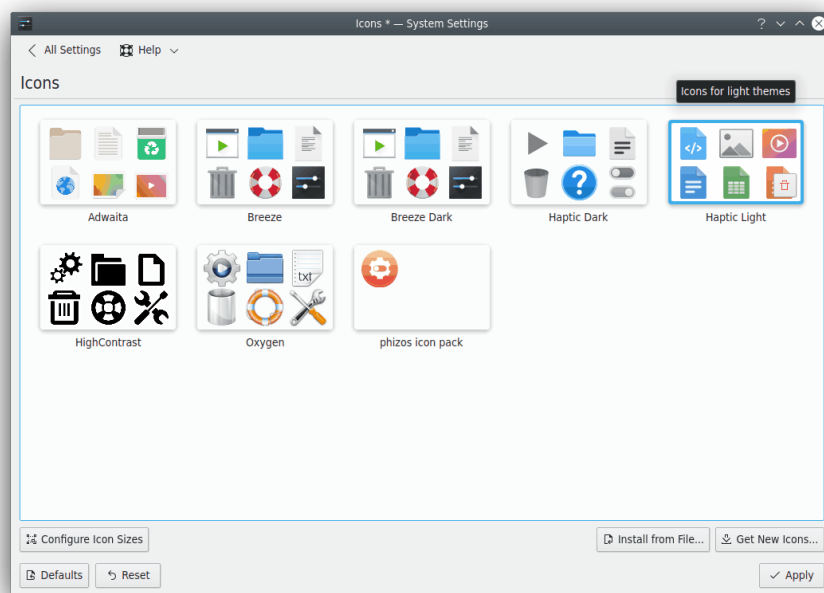 Icons * — System Settings
?
All Settings Help
Icons
Icons for light themes
</>
Adwaita Breeze Breeze Dark Haptic Dark Haptic Light
txt
HighContrast Oxygen phizos icon pack
Configure Icon Sizes Install from File... Get New Icons...
Defaults Reset Apply